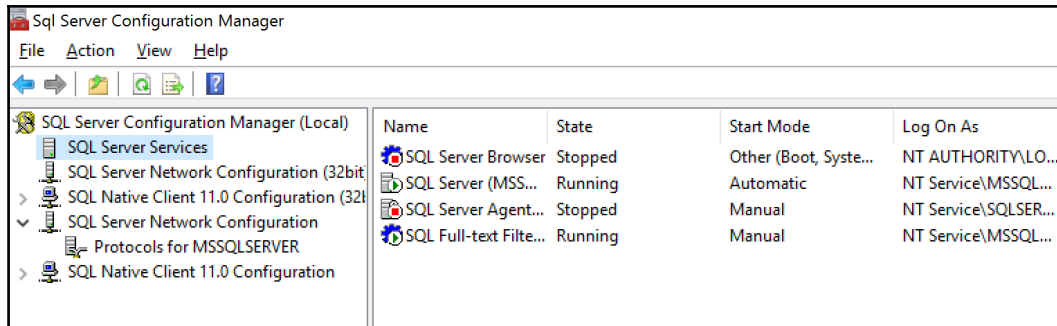 Sql Server Configuration Manager
File Action View Help
SQL Server Configuration Manager (Local)
SQL Server Services
SQL Server Network Configuration (32bit
SQL Native Client 11.0 Configuration (32
SQL Server Network Configuration
Protocols for MSSQLSERVER
SQL Native Client 11.0 Configuration
Name State Start Mode Log On As
SQL Server Browser Stopped Other (Boot, Syste... NT AUTHORITY\LO...
SQL Server (MSS... Running Automatic NT Service\MSSQL...
SQL Server Agent... Stopped Manual NT Service\SQLSER...
SQL Full-text Filte... Running Manual NT Service\MSSQL...